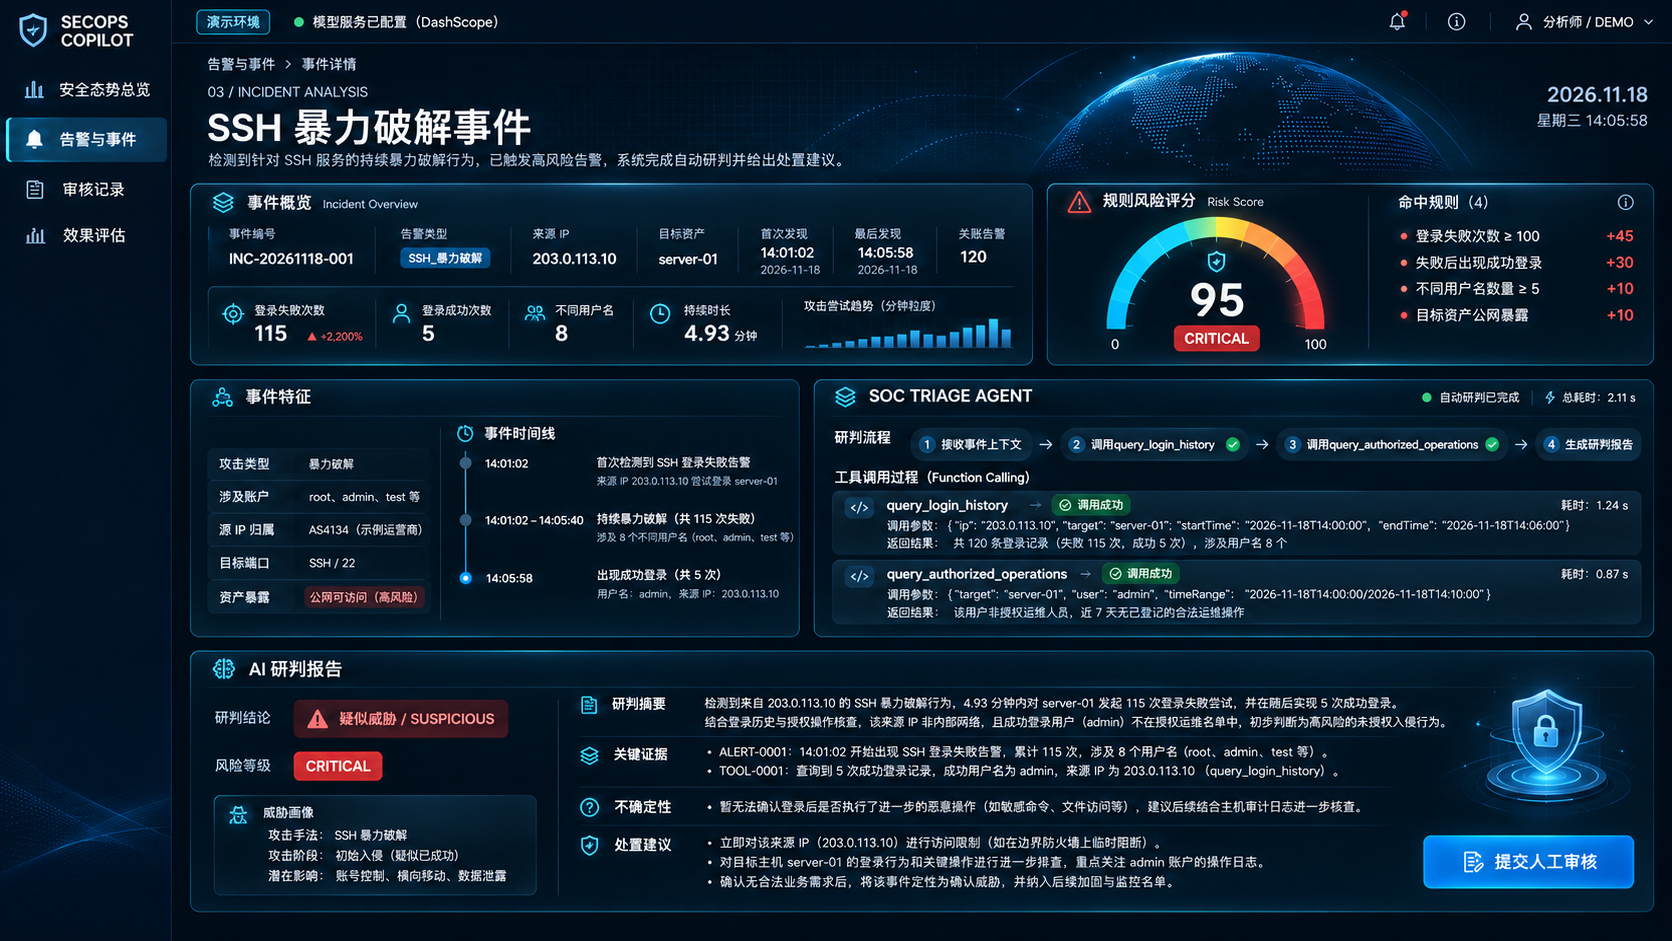 SECOPS
COPILOT
演示环境
模型服务已配置（DashScope）
分析师 / DEMO
安全态势总览
告警与事件
审核记录
效果评估
告警与事件 > 事件详情
03 / INCIDENT ANALYSIS
SSH 暴力破解事件
检测到针对 SSH 服务的持续暴力破解行为，已触发高风险告警，系统完成自动研判并给出处置建议。
2026.11.18
星期三 14:05:58
事件概览 Incident Overview
事件编号
INC-20261118-001
告警类型
SSH_暴力破解
来源 IP
203.0.113.10
目标资产
server-01
首次发现
14:01:02
2026-11-18
最后发现
14:05:58
2026-11-18
关账告警
120
登录失败次数
115 ▲ +2,200%
登录成功次数
5
不同用户名
8
持续时长
4.93 分钟
攻击尝试趋势（分钟粒度）
规则风险评分 Risk Score
95
CRITICAL
0
100
命中规则（4）
登录失败次数 ≥ 100 +45
失败后出现成功登录 +30
不同用户名数量 ≥ 5 +10
目标资产公网暴露 +10
事件特征
攻击类型 暴力破解
涉及账户 root、admin、test 等
源 IP 归属 AS4134（示例运营商）
目标端口 SSH / 22
资产暴露 公网可访问（高风险）
事件时间线
14:01:02 首次检测到 SSH 登录失败告警
来源 IP 203.0.113.10 尝试登录 server-01
14:01:02 – 14:05:40 持续暴力破解（共 115 次失败）
涉及 8 个不同用户名 (root、admin、test 等）
14:05:58 出现成功登录（共 5 次）
用户名：admin，来源 IP：203.0.113.10
SOC TRIAGE AGENT
自动研判已完成
总耗时：2.11 s
研判流程
1 接收事件上下文
2 调用query_login_history
3 调用query_authorized_operations
4 生成研判报告
工具调用过程（Function Calling）
</> query_login_history → 调用成功 耗时：1.24 s
调用参数： { "ip": "203.0.113.10", "target": "server-01"; "startTime": "2026-11-18T14:00:00", "endTime": "2026-11-18T14:06:00" }
返回结果： 共 120 条登录记录（失败 115 次，成功 5 次），涉及用户名 8 个
</> query_authorized_operations → 调用成功 耗时：0.87 s
调用参数： { "target": "server-01", "user": "admin", "timeRange": "2026-11-18T14:00:00/2026-11-18T14:10:00" }
返回结果： 该用户非授权运维人员，近 7 天无已登记的合法运维操作
AI 研判报告
研判结论 疑似威胁 / SUSPICIOUS
风险等级 CRITICAL
威胁画像
攻击手法： SSH 暴力破解
攻击阶段： 初始入侵（疑似已成功）
潜在影响： 账号控制、横向移动、数据泄露
研判摘要
检测到来自 203.0.113.10 的 SSH 暴力破解行为，4.93 分钟内对 server-01 发起 115 次登录失败尝试，并在随后实现 5 次成功登录。
结合登录历史与授权操作核查，该来源 IP 非内部网络，且成功登录用户（admin）不在授权运维名单中，初步判断为高风险的未授权入侵行为。
关键证据
• ALERT-0001：14:01:02 开始出现 SSH 登录失败告警，累计 115 次，涉及 8 个用户名 (root、admin、test 等）。
• TOOL-0001：查询到 5 次成功登录记录，成功用户名为 admin，来源 IP 为 203.0.113.10 （query_login_history）。
不确定性
• 暂无法确认登录后是否执行了进一步的恶意操作（如敏感命令、文件访问等），建议后续结合主机审计日志进一步核查。
处置建议
• 立即对该来源 IP（203.0.113.10）进行访问限制（如在边界防火墙上临时阻断）。
• 对目标主机 server-01 的登录行为和关键操作进行进一步排查，重点关注 admin 账户的操作日志。
• 确认无合法业务需求后，将该事件定性为确认威胁，并纳入后续加固与监控名单。
提交人工审核